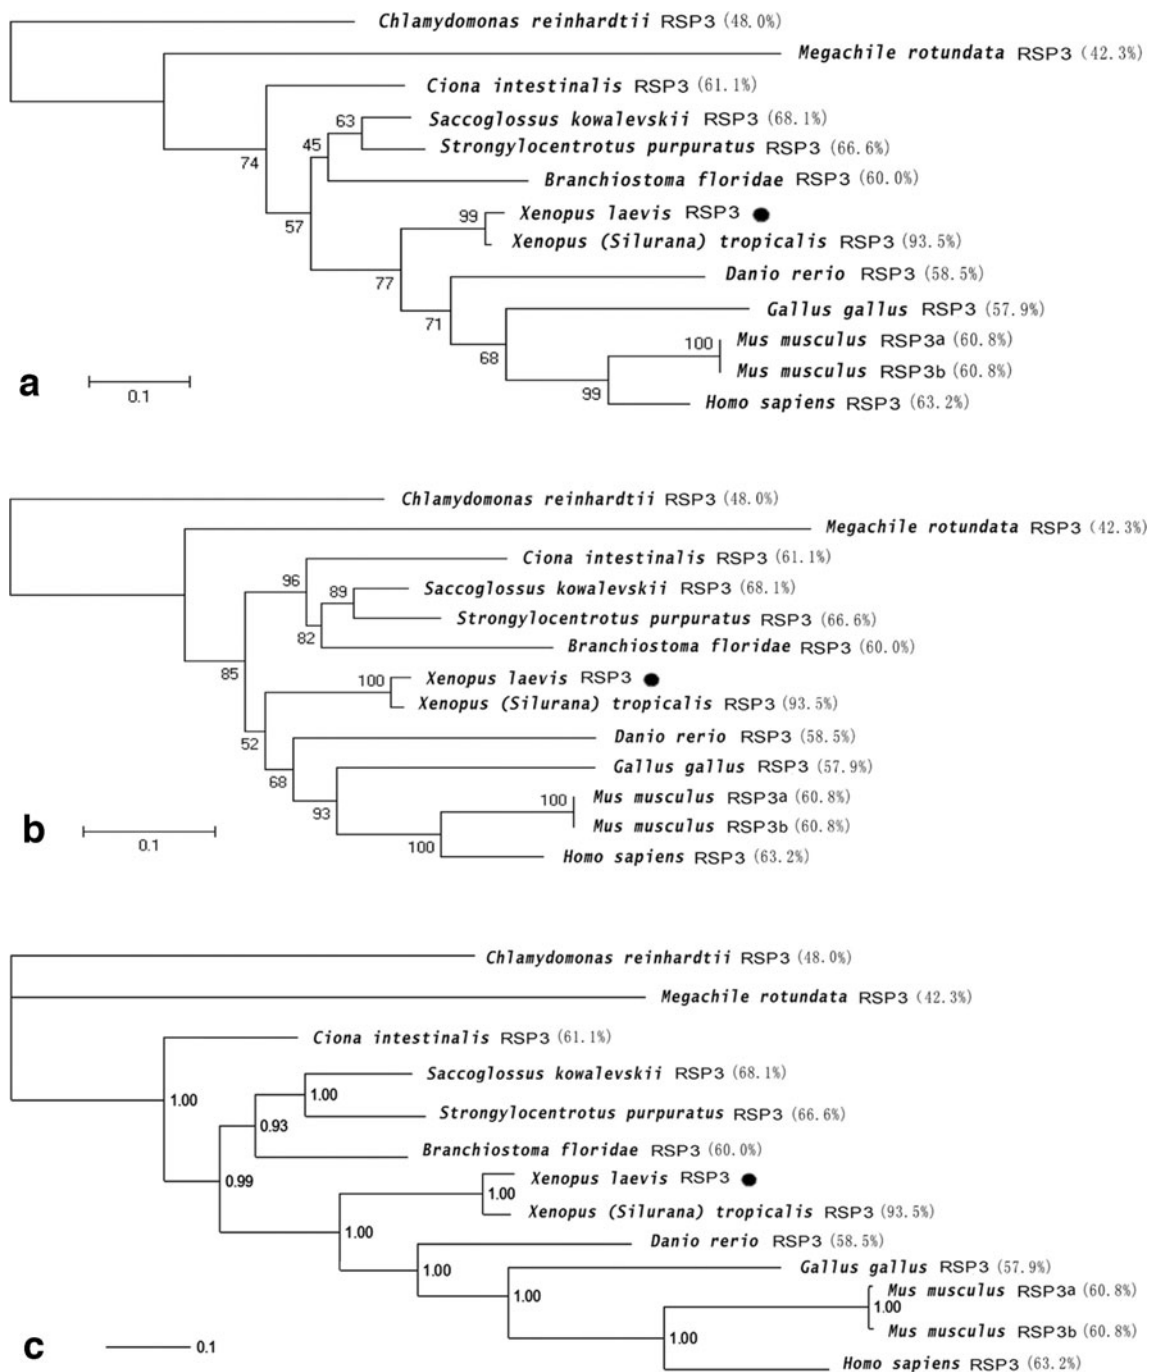 Chlamydomonas reinhardtii RSP3 (48.0%)
Megachile rotundata RSP3 (42.3%)
Ciona intestinalis RSP3 (61.1%)
63 Saccoglossus kowalevskii RSP3 (68.1%)
45 Strongylocentrotus purpuratus RSP3 (66.6%)
74 Branchiostoma floridae RSP3 (60.0%)
57 99 Xenopus laevis RSP3
Xenopus (Silurana) tropicalis RSP3 (93.5%)
77 Danio rerio RSP3 (58.5%)
71 Gallus gallus RSP3 (57.9%)
68 100 Mus musculus RSP3a (60.8%)
Mus musculus RSP3b (60.8%)
99 Homo sapiens RSP3 (63.2%)
a 0.1
Chlamydomonas reinhardtii RSP3 (48.0%)
Megachile rotundata RSP3 (42.3%)
96 Ciona intestinalis RSP3 (61.1%)
89 Saccoglossus kowalevskii RSP3 (68.1%)
82 Strongylocentrotus purpuratus RSP3 (66.6%)
Branchiostoma floridae RSP3 (60.0%)
85 100 Xenopus laevis RSP3
Xenopus (Silurana) tropicalis RSP3 (93.5%)
52 Danio rerio RSP3 (58.5%)
68 Gallus gallus RSP3 (57.9%)
93 100 Mus musculus RSP3a (60.8%)
Mus musculus RSP3b (60.8%)
100 Homo sapiens RSP3 (63.2%)
b 0.1
Chlamydomonas reinhardtii RSP3 (48.0%)
Megachile rotundata RSP3 (42.3%)
Ciona intestinalis RSP3 (61.1%)
Saccoglossus kowalevskii RSP3 (68.1%)
1.00 1.00
Strongylocentrotus purpuratus RSP3 (66.6%)
0.93
Branchiostoma floridae RSP3 (60.0%)
0.99 Xenopus laevis RSP3
1.00
Xenopus (Silurana) tropicalis RSP3 (93.5%)
1.00
Danio rerio RSP3 (58.5%)
1.00 Gallus gallus RSP3 (57.9%)
1.00 Mus musculus RSP3a (60.8%)
1.00
Mus musculus RSP3b (60.8%)
1.00
Homo sapiens RSP3 (63.2%)
c 0.1